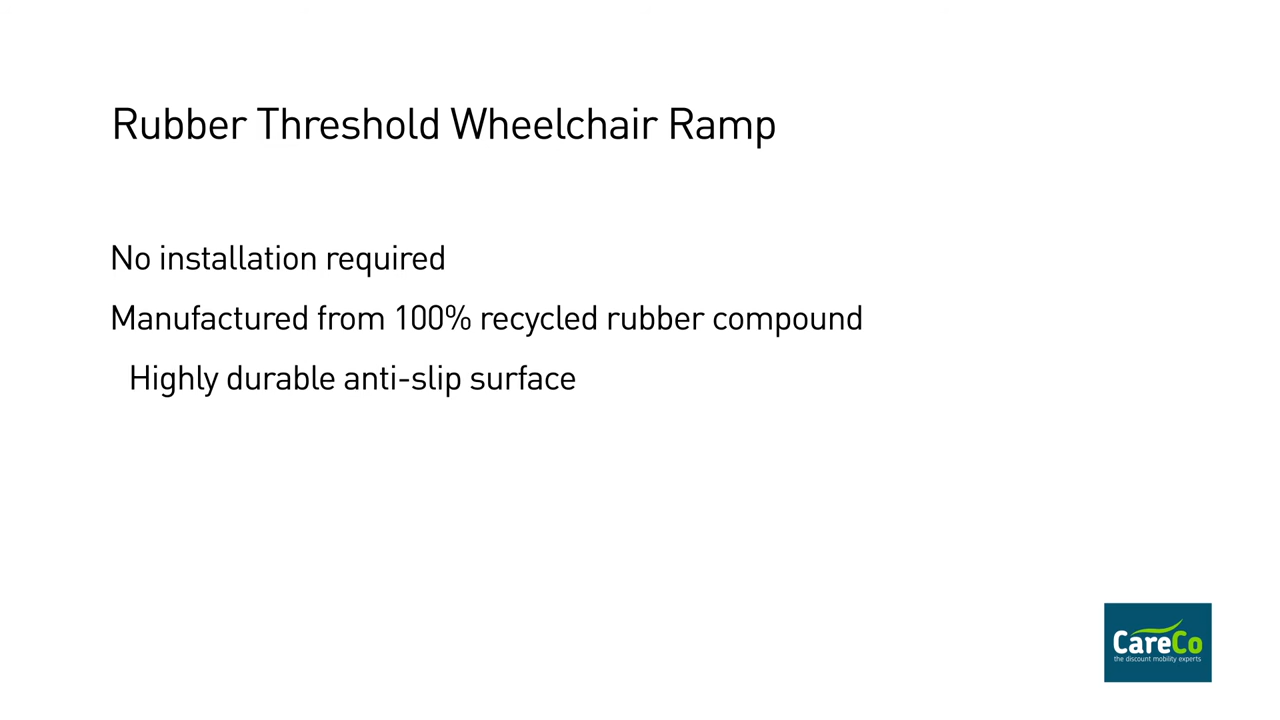 Rubber Threshold Wheelchair Ramp
No installation required
Manufactured from 100% recycled rubber compound
Highly durable anti-slip surface
CareCo
the discount mobility experts